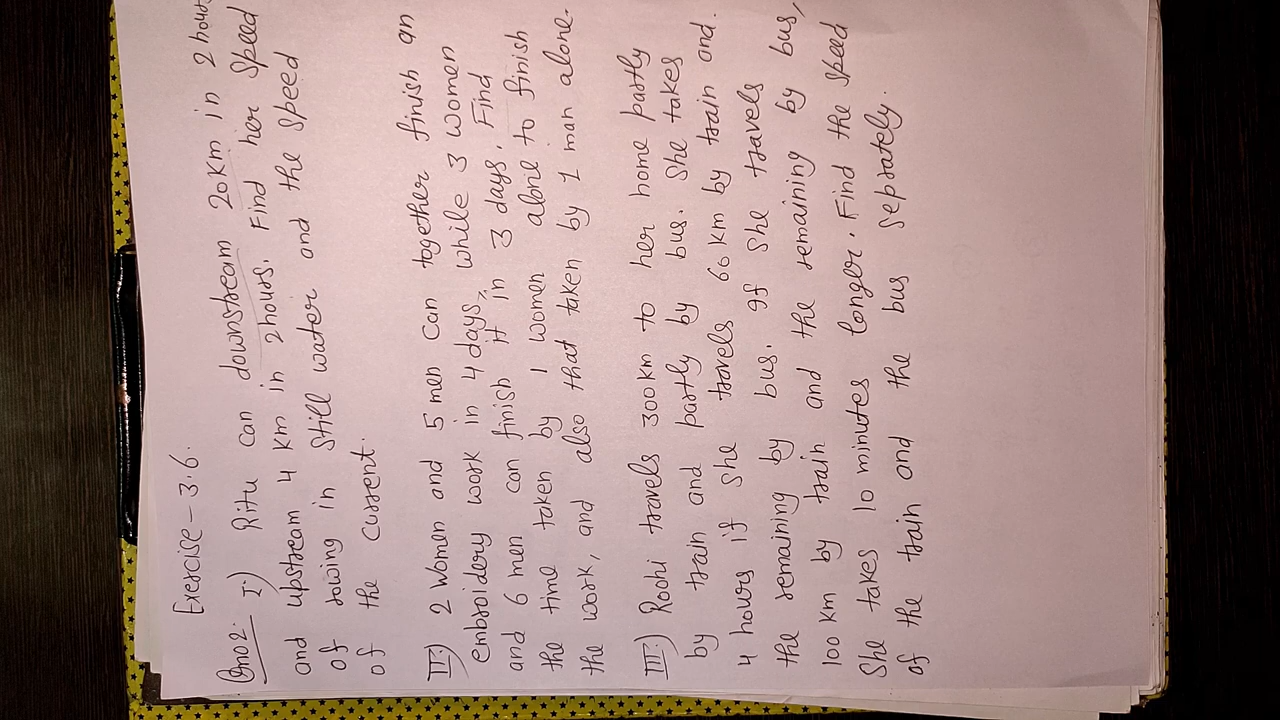 Exercise - 3.6.
Qno2. I.) Ritu can downstream 20 Km in 2 hours
and upstream 4 km in 2hours. Find her speed
of rowing in still water and the speed
of the current.
II.) 2 Women and 5 men can together finish an
embroidery work in 4 days, while 3 women
and 6 men can finish it in 3 days. Find
the time taken by 1 women alone to finish
the work, and also that taken by 1 man alone.
III.) Roohi travels 300 km to her home partly
by train and partly by bus. She takes
4 hours if she travels 60 km by train and
the remaining by bus. If she travels
100 km by train and the remaining by bus,
She takes 10 minutes longer. Find the speed
of the train and the bus seprately.